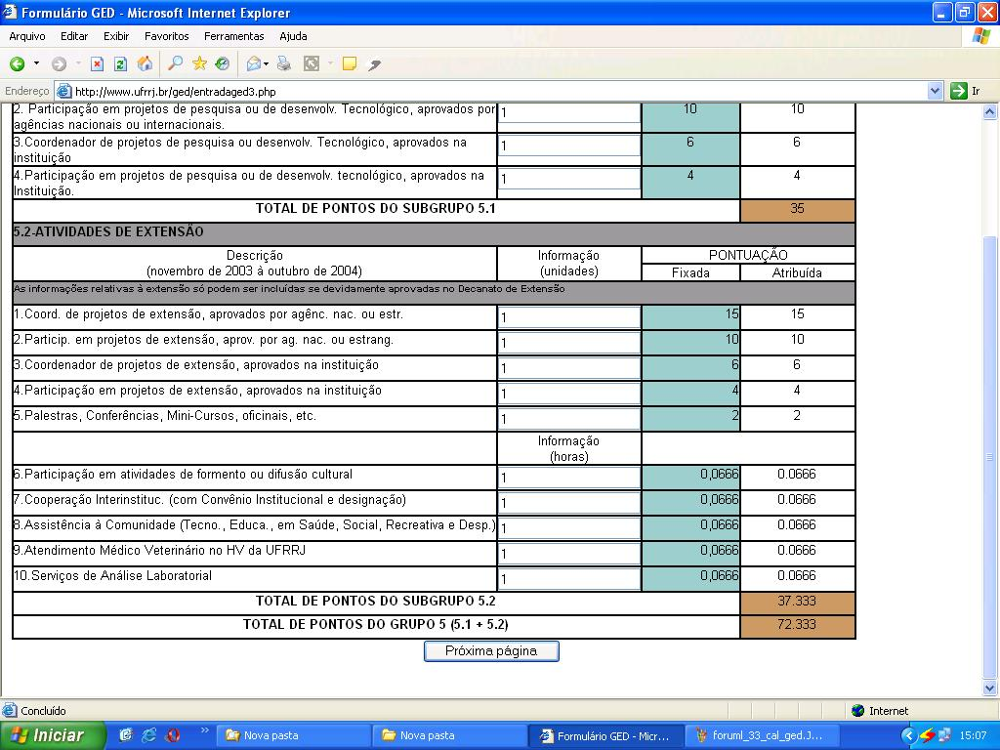 Formulário GED - Microsoft Internet Explorer
Arquivo Editar Exibir Favoritos Ferramentas Ajuda
Endereço http://www.ufrrj.br/ged/entradaged3.php Ir
2. Participação em projetos de pesquisa ou de desenvolv. Tecnológico, aprovados por
agências nacionais ou internacionais. 1 10 10
3.Coordenador de projetos de pesquisa ou desenvolv. Tecnológico, aprovados na
instituição 1 6 6
4.Participação em projetos de pesquisa ou de desenvolv. tecnológico, aprovados na
Instituição. 1 4 4
TOTAL DE PONTOS DO SUBGRUPO 5.1 35
5.2-ATIVIDADES DE EXTENSÃO
Descrição Informação PONTUAÇÃO
(novembro de 2003 à outubro de 2004) (unidades) Fixada Atribuída
As informações relativas à extensão só podem ser incluídas se devidamente aprovadas no Decanato de Extensão
1.Coord. de projetos de extensão, aprovados por agênc. nac. ou estr. 1 15 15
2.Particip. em projetos de extensão, aprov. por ag. nac. ou estrang. 1 10 10
3.Coordenador de projetos de extensão, aprovados na instituição 1 6 6
4.Participação em projetos de extensão, aprovados na instituição 1 4 4
5.Palestras, Conferências, Mini-Cursos, oficinais, etc. 1 2 2
Informação
(horas)
6.Participação em atividades de formento ou difusão cultural 1 0,0666 0.0666
7.Cooperação Interinstituc. (com Convênio Institucional e designação) 1 0,0666 0.0666
8.Assistência à Comunidade (Tecno., Educa., em Saúde, Social, Recreativa e Desp.) 1 0,0666 0.0666
9.Atendimento Médico Veterinário no HV da UFRRJ 1 0,0666 0.0666
10.Serviços de Análise Laboratorial 1 0,0666 0.0666
TOTAL DE PONTOS DO SUBGRUPO 5.2 37.333
TOTAL DE PONTOS DO GRUPO 5 (5.1 + 5.2) 72.333
Próxima página
Concluído Internet
Iniciar » Nova pasta Nova pasta Formulário GED - Micr... foruml_33_cal_ged.J... 15:07